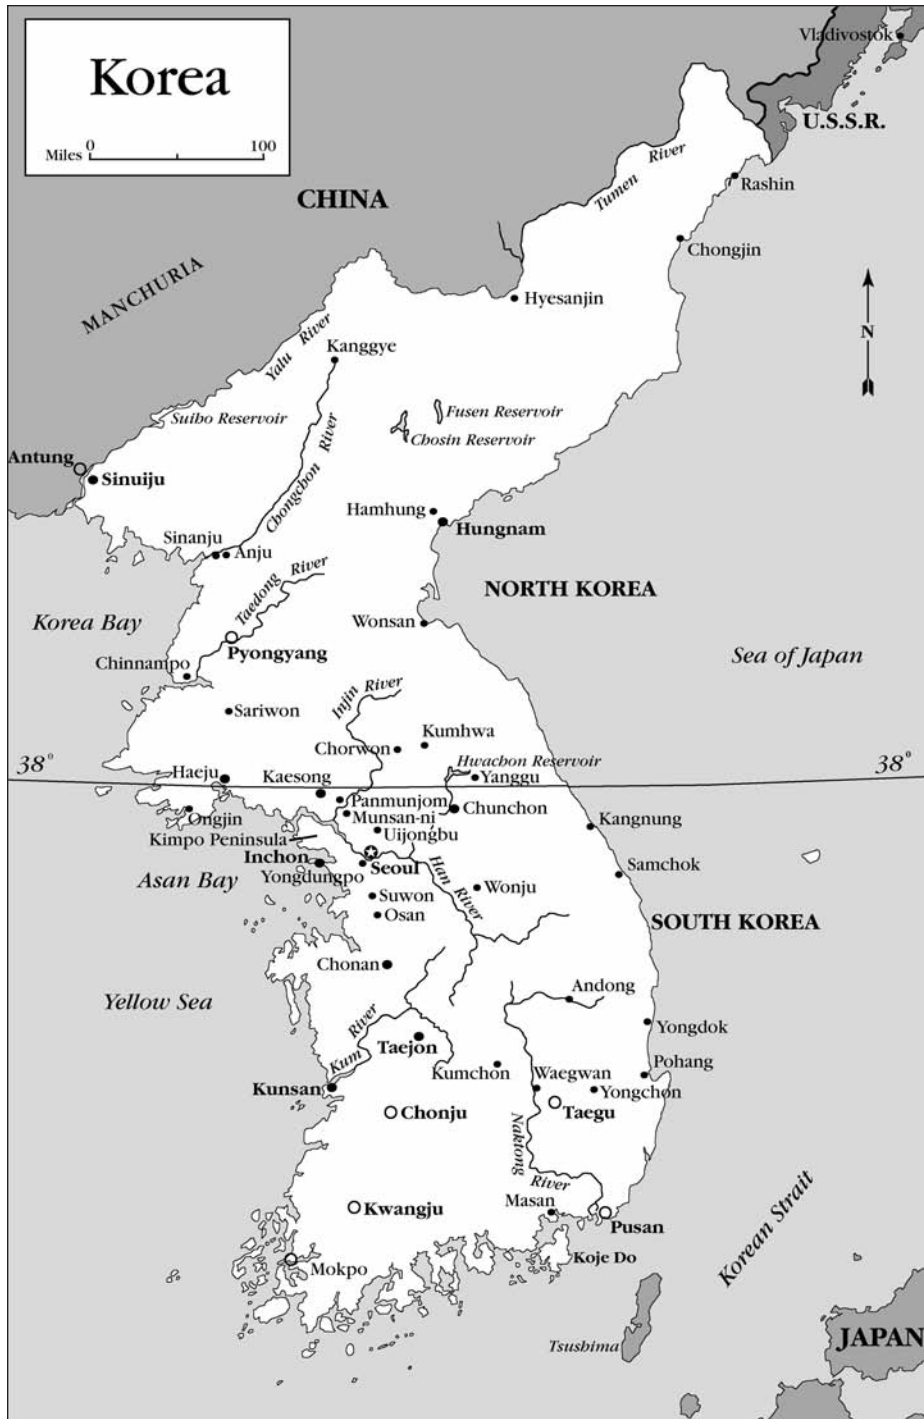 Korea
Miles 0 100
Vladivostok
U.S.S.R.
CHINA
Tumen River
Rashin
Chongjin
MANCHURIA
Hyesanjin
N
Yalu River
Kanggye
Suiho Reservoir
Fusen Reservoir
Chosin Reservoir
Antung
Sinuiju
Chongchon River
Hamhung
Hungnam
Sinanju
Anju
Taedong River
NORTH KOREA
Korea Bay
Wonsan
Pyongyang
Sea of Japan
Chinnampo
Injin River
Sariwon
Kumhwa
Chorwon
Hwachon Reservoir
38°
38°
Haeju
Kaesong
Yanggu
Panmunjom
Chunchon
Ongjin
Munsan-ni
Kangnung
Uijongbu
Kimpo Peninsula
Inchon
Seoul
Yongdungpo
Samchok
Asan Bay
Han River
Wonju
Suwon
Osan
SOUTH KOREA
Chonan
Andong
Yellow Sea
Kum River
Yongdok
Taejon
Kumchon
Waegwan
Pohang
Kunsan
Yongchon
Chonju
Taegu
Naktong River
Kwangju
Masan
Pusan
Korean Strait
Koje Do
Mokpo
Tsushima
JAPAN